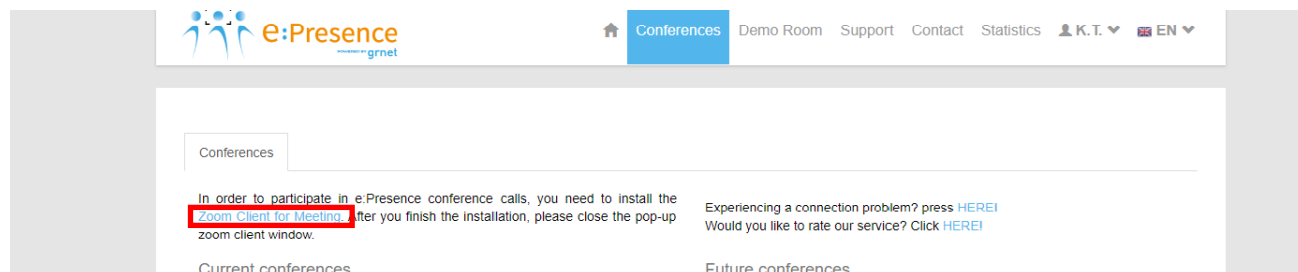 e:Presence
POWERED BY grnet
Conferences Demo Room Support Contact Statistics K.T. EN
Conferences
In order to participate in e:Presence conference calls, you need to install the
Zoom Client for Meeting. After you finish the installation, please close the pop-up
zoom client window.
Experiencing a connection problem? press HERE!
Would you like to rate our service? Click HERE!
Current conferences
Future conferences